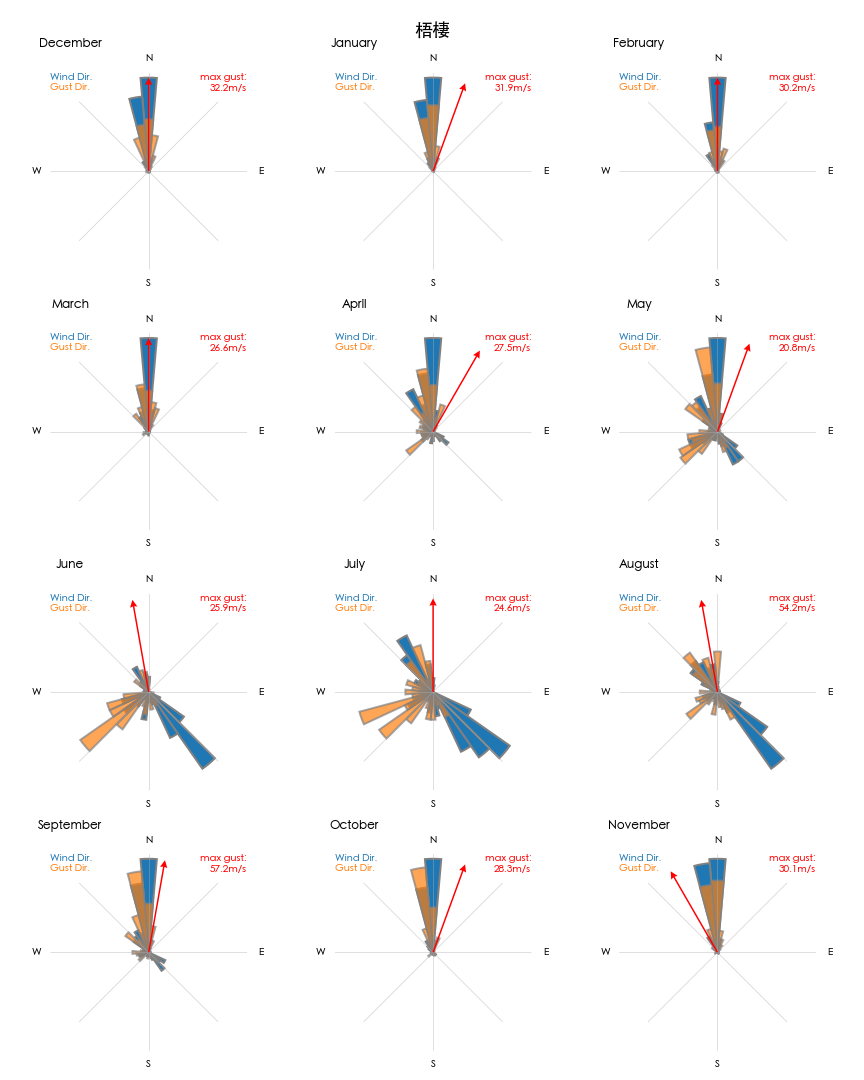 梧棲
December
N
Wind Dir.
Gust Dir.
max gust:
32.2m/s
W
E
S
January
N
Wind Dir.
Gust Dir.
max gust:
31.9m/s
W
E
S
February
N
Wind Dir.
Gust Dir.
max gust:
30.2m/s
W
E
S
March
N
Wind Dir.
Gust Dir.
max gust:
26.6m/s
W
E
S
April
N
Wind Dir.
Gust Dir.
max gust:
27.5m/s
W
E
S
May
N
Wind Dir.
Gust Dir.
max gust:
20.8m/s
W
E
S
June
N
Wind Dir.
Gust Dir.
max gust:
25.9m/s
W
E
S
July
N
Wind Dir.
Gust Dir.
max gust:
24.6m/s
W
E
S
August
N
Wind Dir.
Gust Dir.
max gust:
54.2m/s
W
E
S
September
N
Wind Dir.
Gust Dir.
max gust:
57.2m/s
W
E
S
October
N
Wind Dir.
Gust Dir.
max gust:
28.3m/s
W
E
S
November
N
Wind Dir.
Gust Dir.
max gust:
30.1m/s
W
E
S